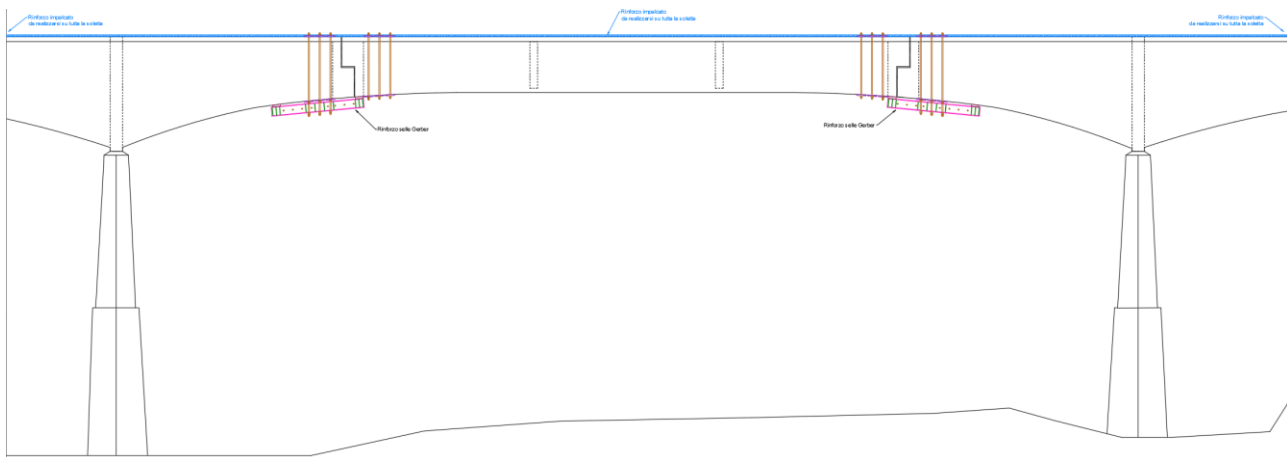 Rinforzo impalcato
da realizzarsi su tutta la soletta
Rinforzo impalcato
da realizzarsi su tutta la soletta
Rinforzo impalcato
da realizzarsi su tutta la soletta
Rinforzo selle Gerber
Rinforzo selle Gerber